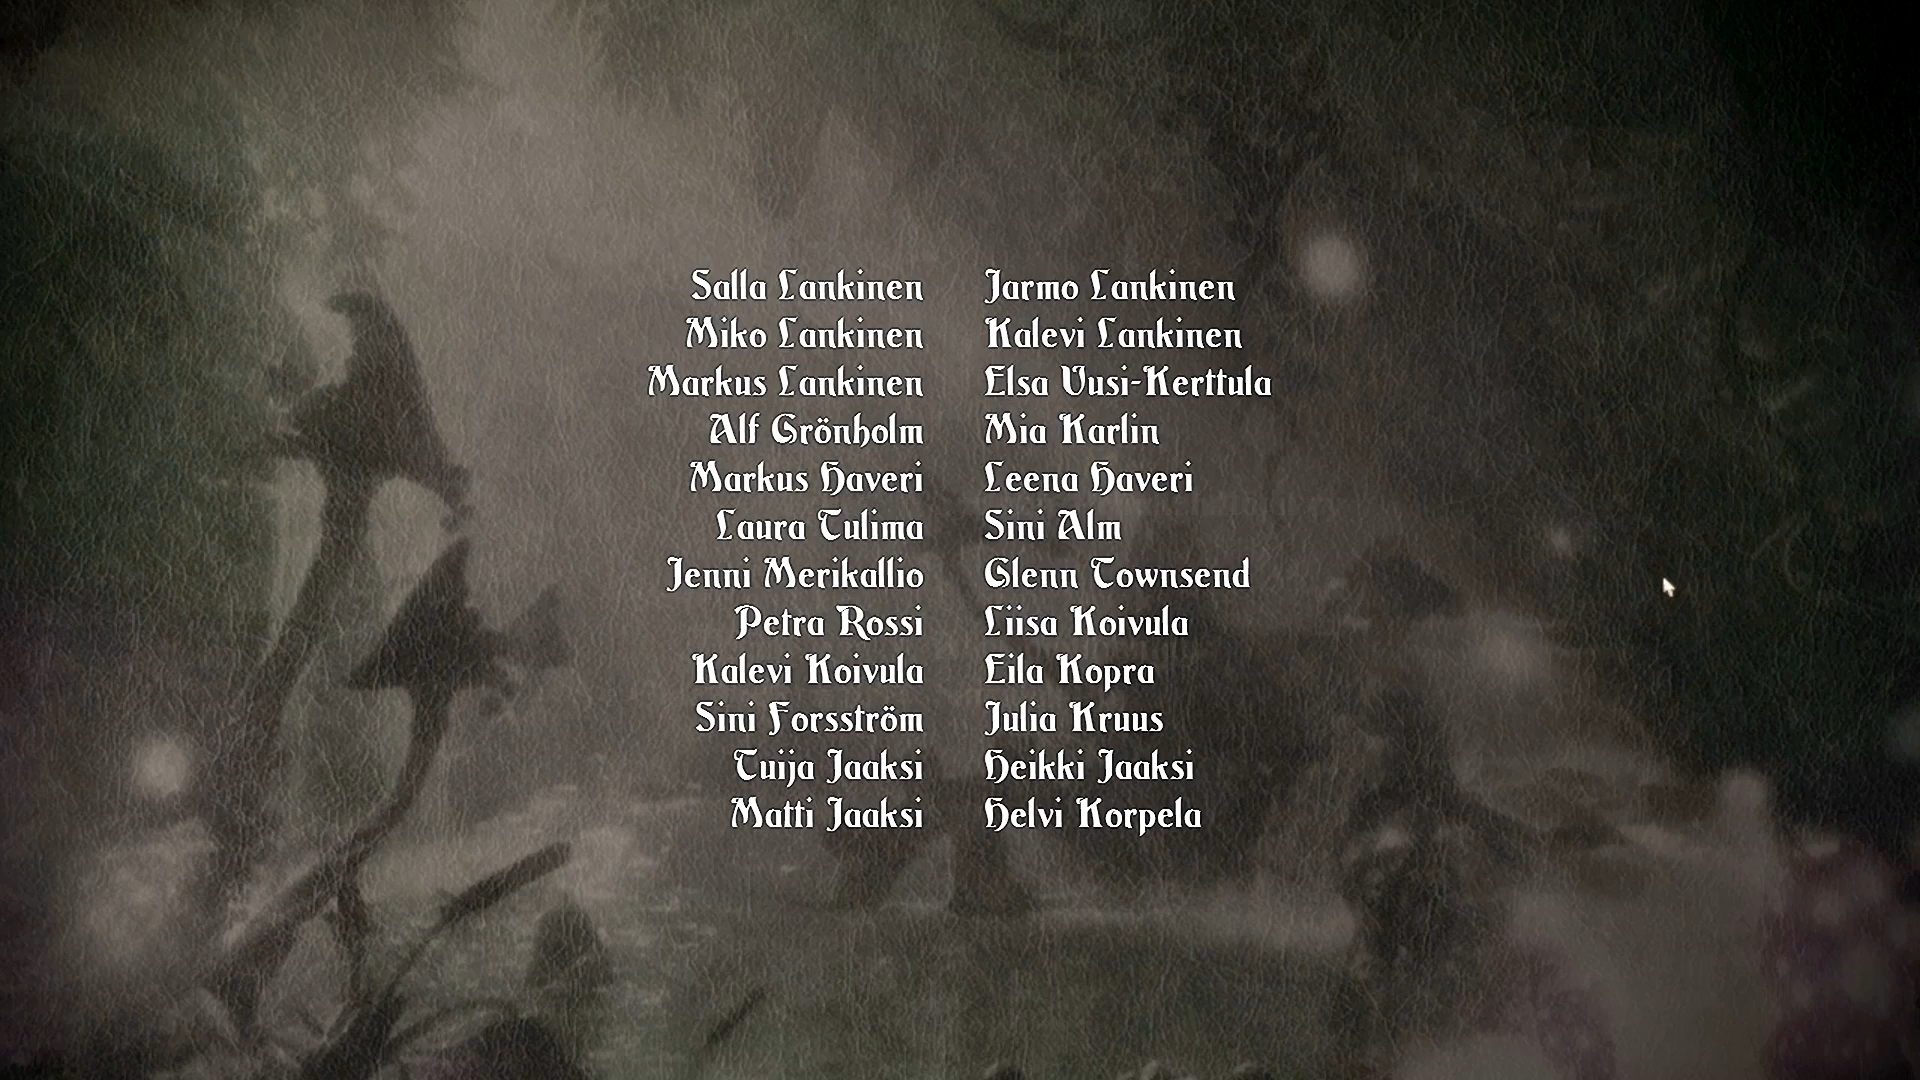 Salla Lankinen Jarmo Lankinen
Miko Lankinen Kalevi Lankinen
Markus Lankinen Elsa Uusi-Kerttula
Alf Grönholm Mia Karlin
Markus Haveri Leena Haveri
Laura Tulima Sini Alm
Jenni Merikallio Glenn Townsend
Petra Rossi Liisa Koivula
Kalevi Koivula Eila Kopra
Sini Forsström Julia Kruus
Tuija Jaaksi Heikki Jaaksi
Matti Jaaksi Helvi Korpela